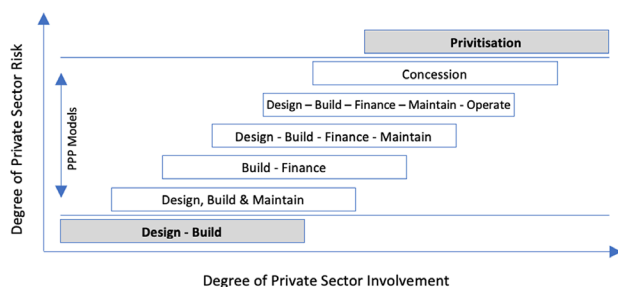 Privitisation
Concession
Design – Build – Finance – Maintain - Operate
Design - Build - Finance - Maintain
Build - Finance
Design, Build & Maintain
Design - Build
PPP Models
Degree of Private Sector Risk
Degree of Private Sector Involvement